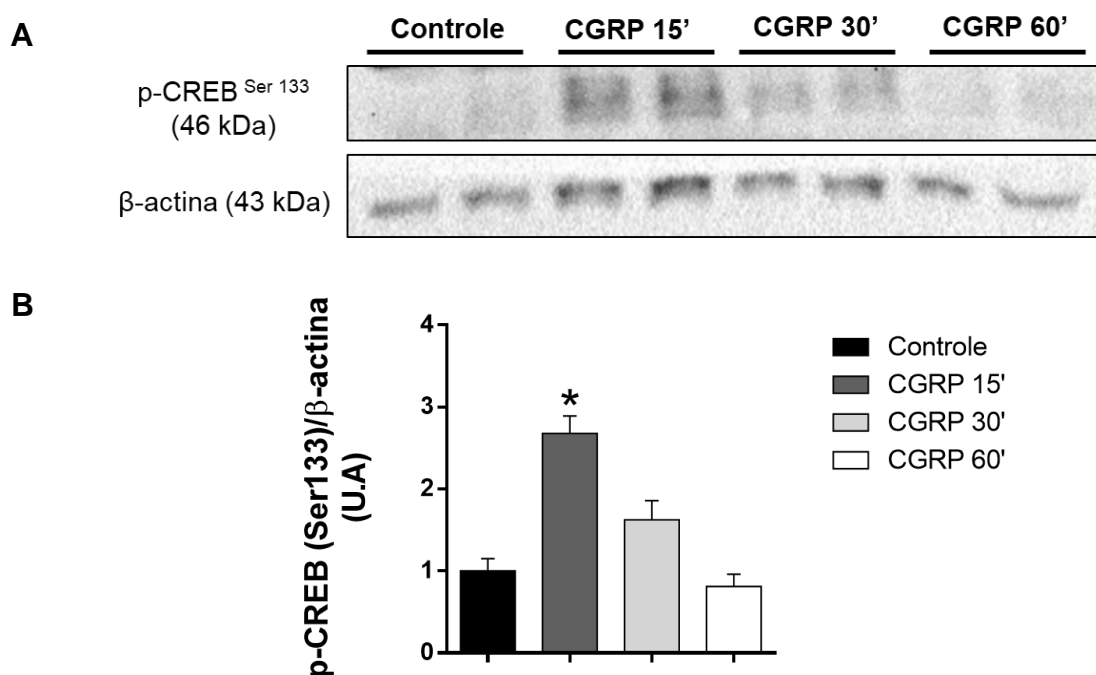 A
Controle
CGRP 15’
CGRP 30’
CGRP 60’
p-CREB Ser 133
(46 kDa)
β-actina (43 kDa)
B
p-CREB (Ser133)/β-actina
(U.A)
4
3
2
1
0
*
Controle
CGRP 15'
CGRP 30'
CGRP 60'